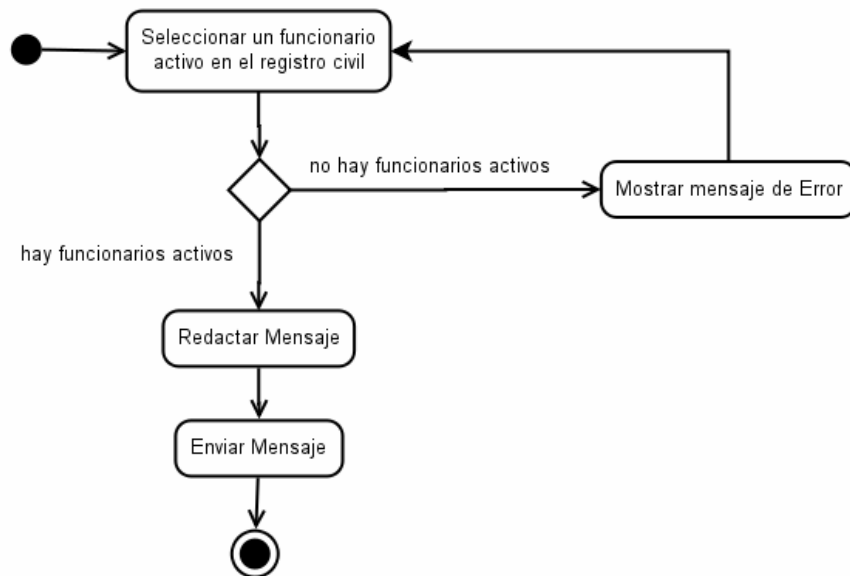 Seleccionar un funcionario
activo en el registro civil
no hay funcionarios activos
Mostrar mensaje de Error
hay funcionarios activos
Redactar Mensaje
Enviar Mensaje